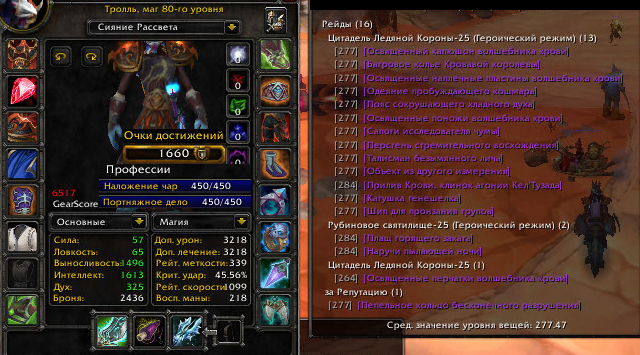 Тролль, маг 80-го уровня
Сияние Рассвета
0
0
0
0
0
Очки достижений
1660
Профессии
Наложение чар 450/450
Портняжное дело 450/450
6517
GearScore
Основные
Магия
Сила: 57
Ловкость: 65
Выносливость: 1496
Интеллект: 1613
Дух: 325
Броня: 2436
Доп. урон: 3218
Доп. лечение: 3218
Рейт. меткости: 339
Крит. удар: 45.56%
Рейт. скорости 1099
Восп. маны: 218
Рейды (16)
Цитадель Ледяной Короны-25 (Героический режим) (13)
[277] [Освященный капюшон волшебника крови]
[277] [Багровое колье Кровавой королевы]
[277] [Освященные наплечные пластины волшебника крови]
[277] [Одеяние пробуждающего кошмара]
[277] [Пояс сокрушающего хладного духа]
[277] [Освященные поножи волшебника крови]
[277] [Сапоги исследователя чумы]
[277] [Перстень стремительного восхождения]
[277] [Талисман безымянного лича]
[277] [Объект из другого измерения]
[284] [Прилив Крови, клинок агонии Кел'Тузада]
[277] [Катушка тенешелка]
[277] [Шип для пронзания трупов]
Рубиновое святилище-25 (Героический режим) (2)
[284] [Плащ горящего заката]
[284] [Наручи пылающей ночи]
Цитадель Ледяной Короны-25 (1)
[264] [Освященные перчатки волшебника крови]
за Репутацию (1)
[277] [Пепельное кольцо бесконечного разрушения]
Сред. значение уровня вещей: 277.47